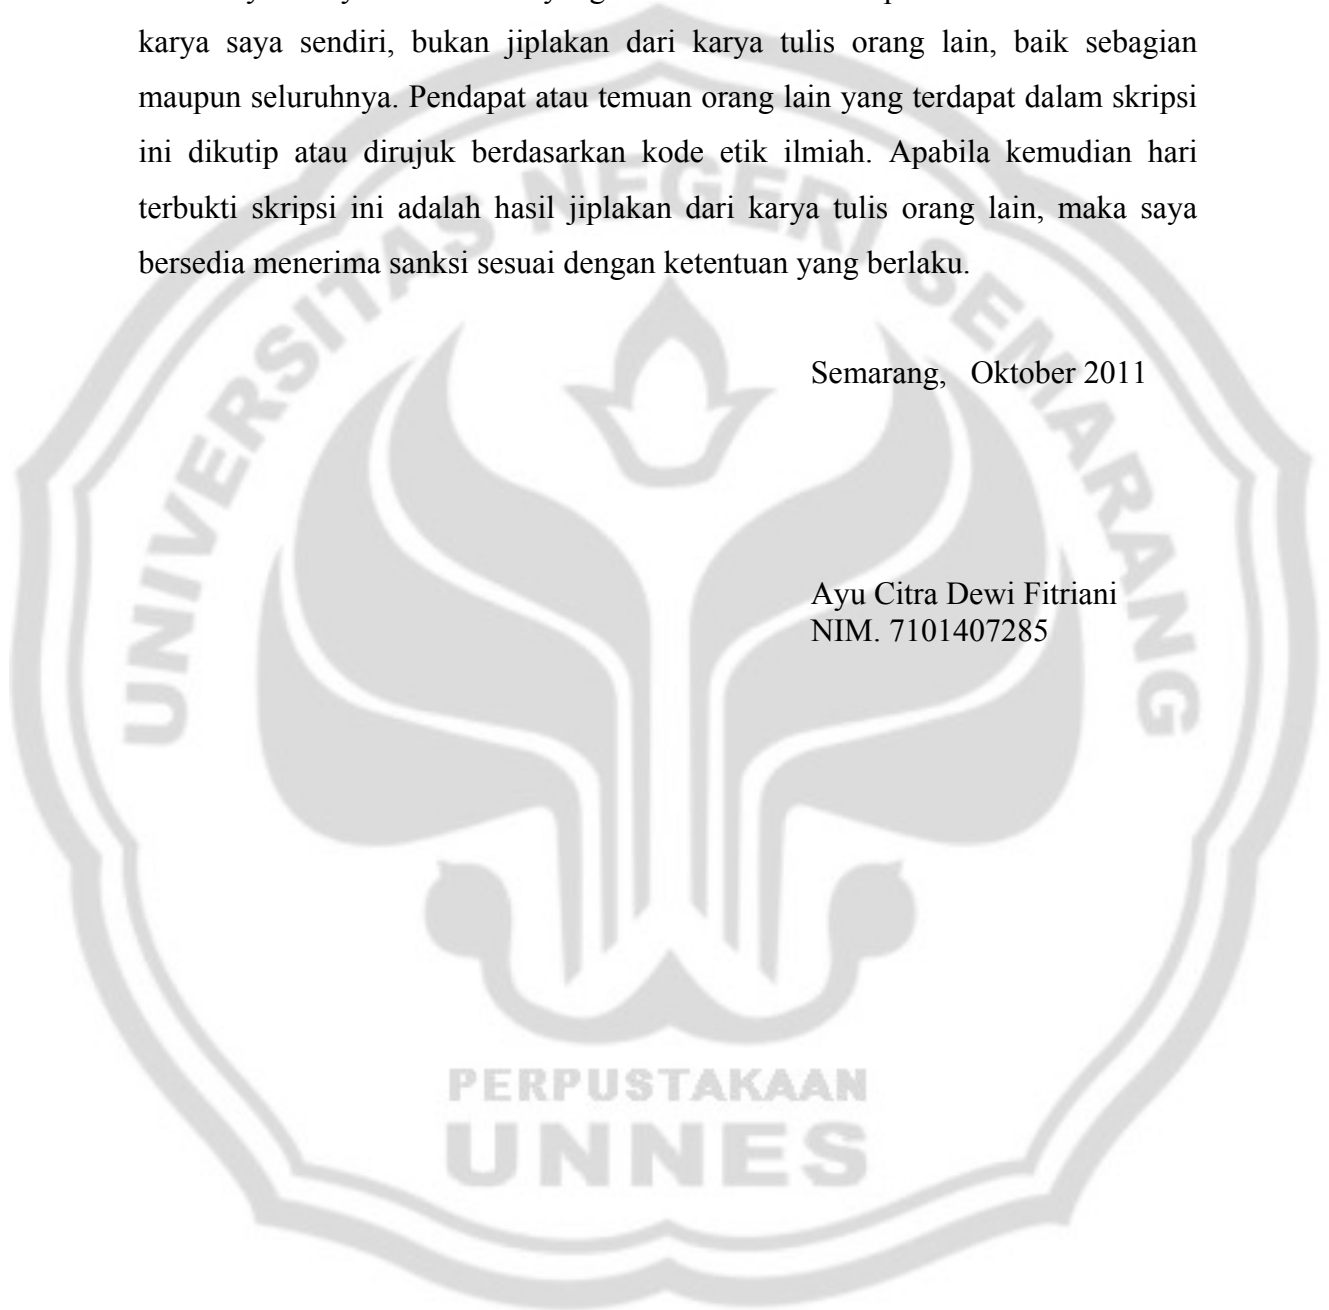 karya saya sendiri, bukan jiplakan dari karya tulis orang lain, baik sebagian
maupun seluruhnya. Pendapat atau temuan orang lain yang terdapat dalam skripsi
ini dikutip atau dirujuk berdasarkan kode etik ilmiah. Apabila kemudian hari
terbukti skripsi ini adalah hasil jiplakan dari karya tulis orang lain, maka saya
bersedia menerima sanksi sesuai dengan ketentuan yang berlaku.
Semarang, Oktober 2011
Ayu Citra Dewi Fitriani
NIM. 7101407285
UNIVERSITAS NEGERI SEMARANG
PERPUSTAKAAN
UNNES